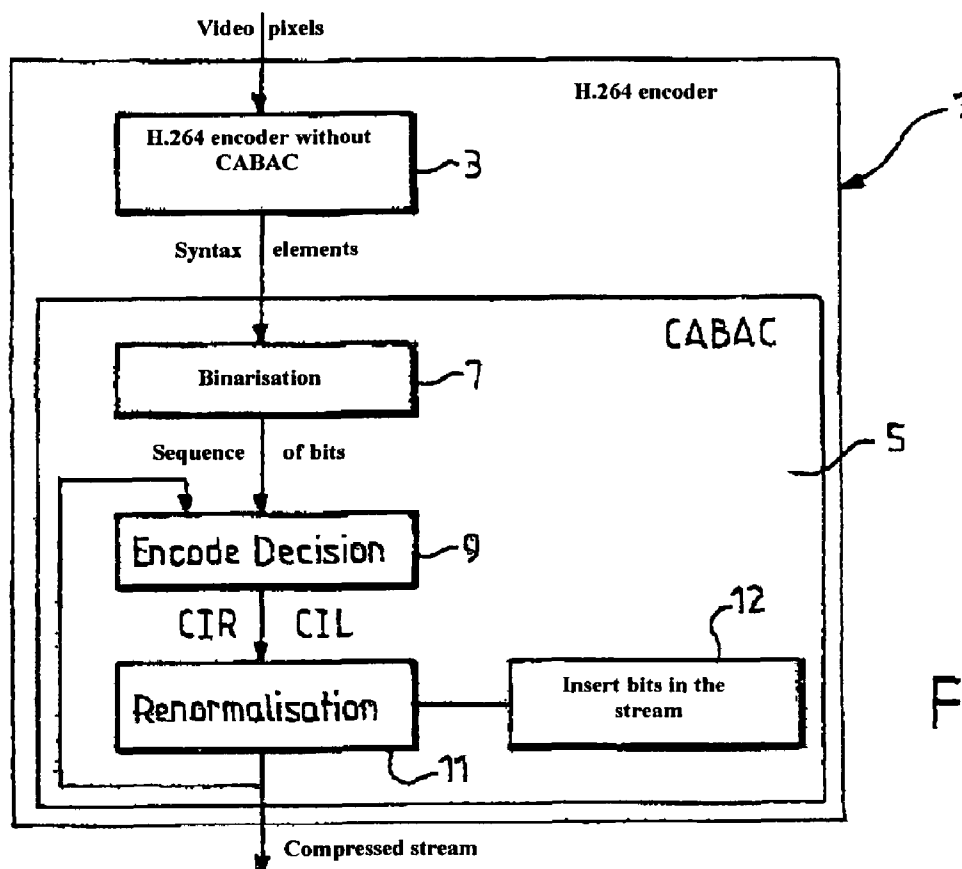 Video pixels
H.264 encoder
H.264 encoder without
CABAC
3
Syntax elements
CABAC
Binarisation
7
5
Sequence of bits
Encode Decision
9
CIR CIL
12
Renormalisation
Insert bits in the
stream
11
F
Compressed stream